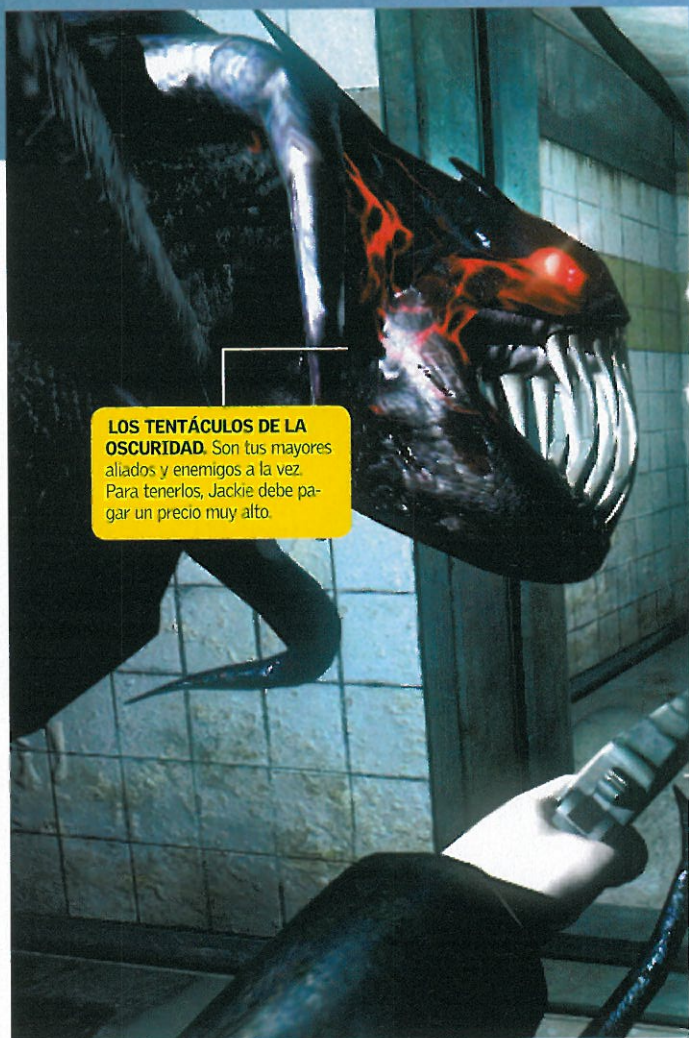 LOS TENTÁCULOS DE LA
OSCURIDAD. Son tus mayores
aliados y enemigos a la vez.
Para tenerlos, Jackie debe pa-
gar un precio muy alto.